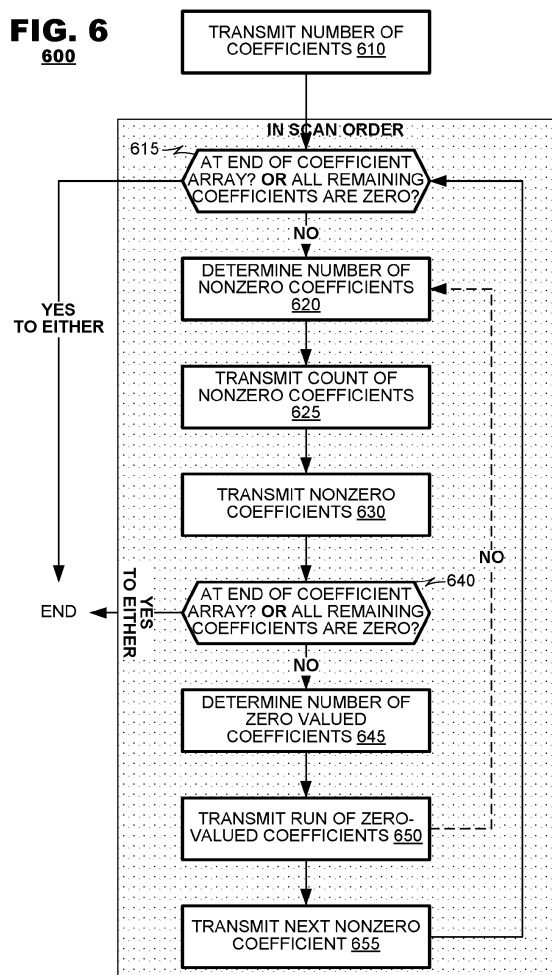 FIG. 6
600
TRANSMIT NUMBER OF
COEFFICIENTS 610
IN SCAN ORDER
615
AT END OF COEFFICIENT
ARRAY? OR ALL REMAINING
COEFFICIENTS ARE ZERO?
NO
YES
TO EITHER
DETERMINE NUMBER OF
NONZERO COEFFICIENTS
620
TRANSMIT COUNT OF
NONZERO COEFFICIENTS
625
TRANSMIT NONZERO
COEFFICIENTS 630
NO
640
AT END OF COEFFICIENT
ARRAY? OR ALL REMAINING
COEFFICIENTS ARE ZERO?
YES
TO EITHER
END
NO
DETERMINE NUMBER OF
ZERO VALUED
COEFFICIENTS 645
TRANSMIT RUN OF ZERO-
VALUED COEFFICIENTS 650
TRANSMIT NEXT NONZERO
COEFFICIENT 655